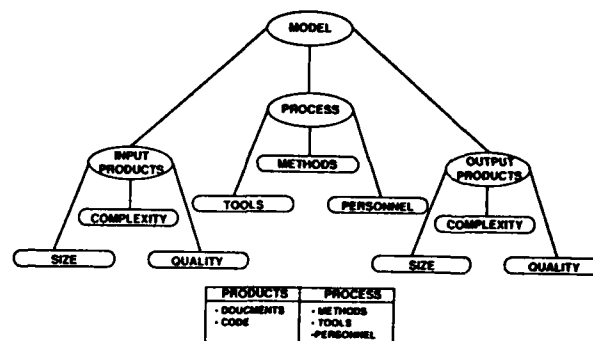 MODEL
PROCESS
INPUT
PRODUCTS
METHODS
OUTPUT
PRODUCTS
TOOLS
PERSONNEL
COMPLEXITY
COMPLEXITY
SIZE
QUALITY
SIZE
QUALITY
PRODUCTS PROCESS
- DOUCMENTS - METHODS
- CODE - TOOLS
-PERSONNEL